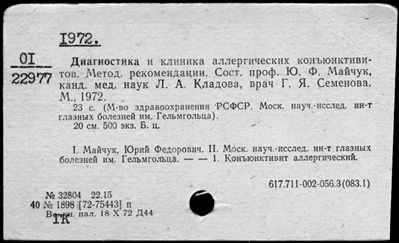 1972.
01
22977
Диагностика и клиника аллергических конъюнктиви-
тов. Метод. рекомендации. Сост. проф. Ю. Ф. Майчук,
канд. мед. наук Л. А. Кладова, врач Г. Я. Семенова.
М., 1972.
23 с. (М-во здравоохранения РСФСР. Моск. науч.-исслед. ин-т
глазных болезней им. Гельмгольца).
20 см. 500 экз. Б. ц.
I. Майчук, Юрий Федорович. II. Моск. науч.-исслед. ин-т глазных
болезней им. Гельмгольца. — — 1. Конъюнктивит аллергический.
617.711-002-056.3(083.1)
№ 32804 22.15
40 № 1898 [72-75443] п
пал. 18 X 72 Д44
1К